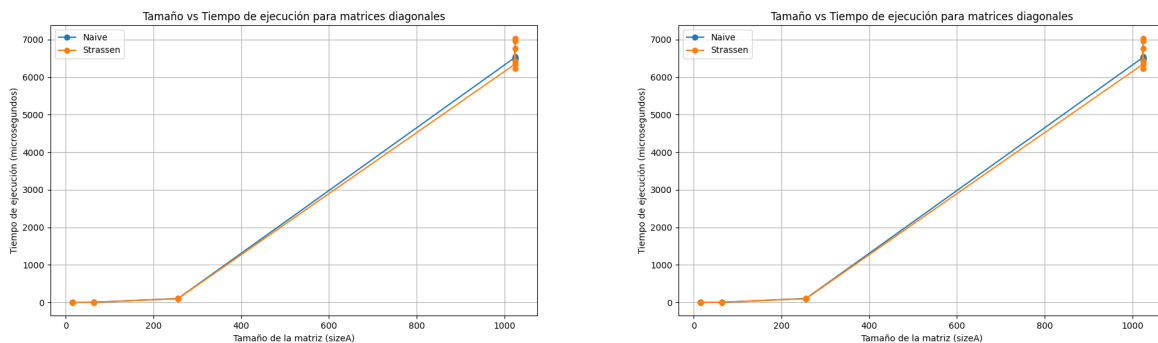 Tamaño vs Tiempo de ejecución para matrices diagonales
Naive
Strassen
7000
6000
5000
4000
3000
2000
1000
0
Tiempo de ejecución (microsegundos)
0 200 400 600 800 1000
Tamaño de la matriz (sizeA)
Tamaño vs Tiempo de ejecución para matrices diagonales
Naive
Strassen
7000
6000
5000
4000
3000
2000
1000
0
Tiempo de ejecución (microsegundos)
0 200 400 600 800 1000
Tamaño de la matriz (sizeA)